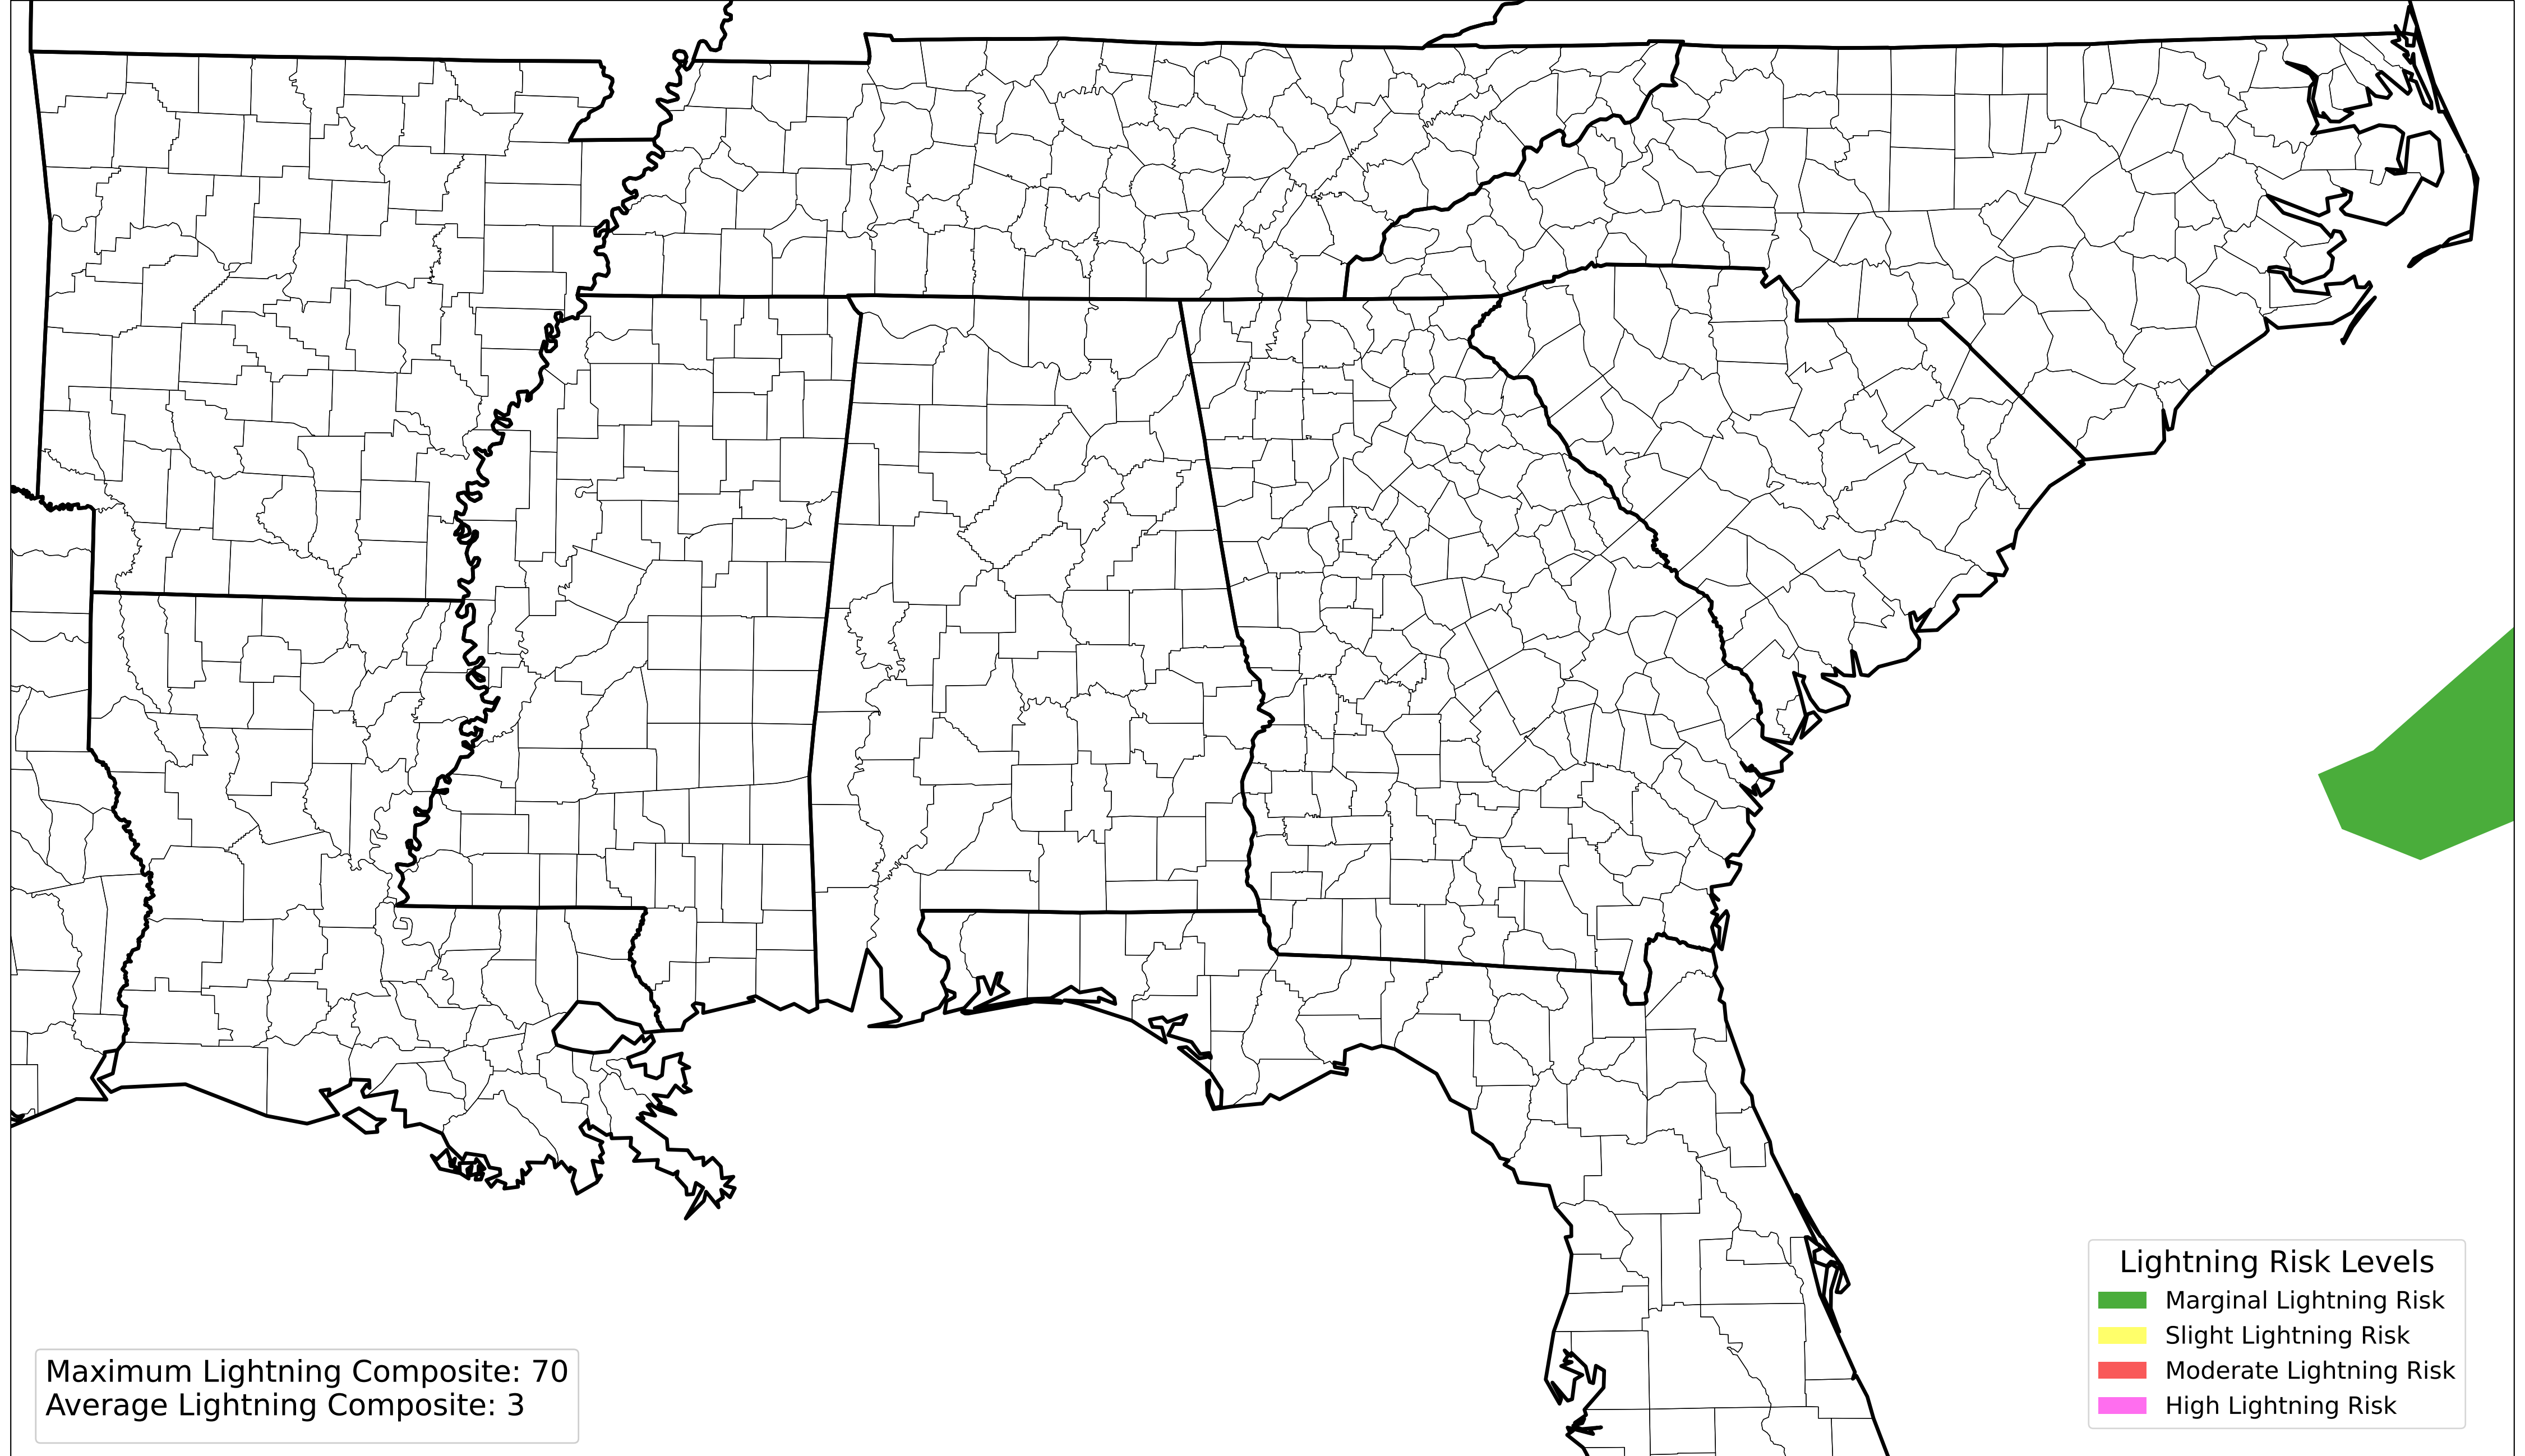 Lightning Risk Levels
Marginal Lightning Risk
Slight Lightning Risk
Moderate Lightning Risk
High Lightning Risk
Maximum Lightning Composite: 70
Average Lightning Composite: 3